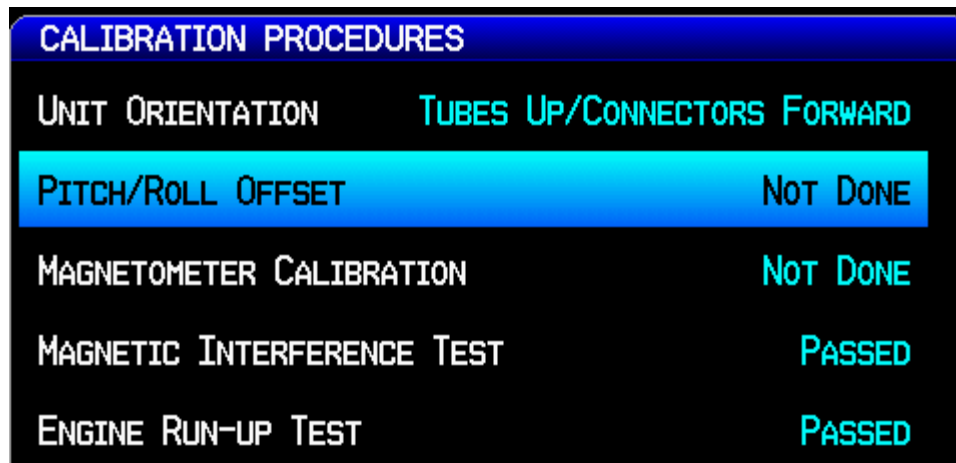 CALIBRATION PROCEDURES
UNIT ORIENTATION TUBES UP/CONNECTORS FORWARD
PITCH/ROLL OFFSET NOT DONE
MAGNETOMETER CALIBRATION NOT DONE
MAGNETIC INTERFERENCE TEST PASSED
ENGINE RUN-UP TEST PASSED